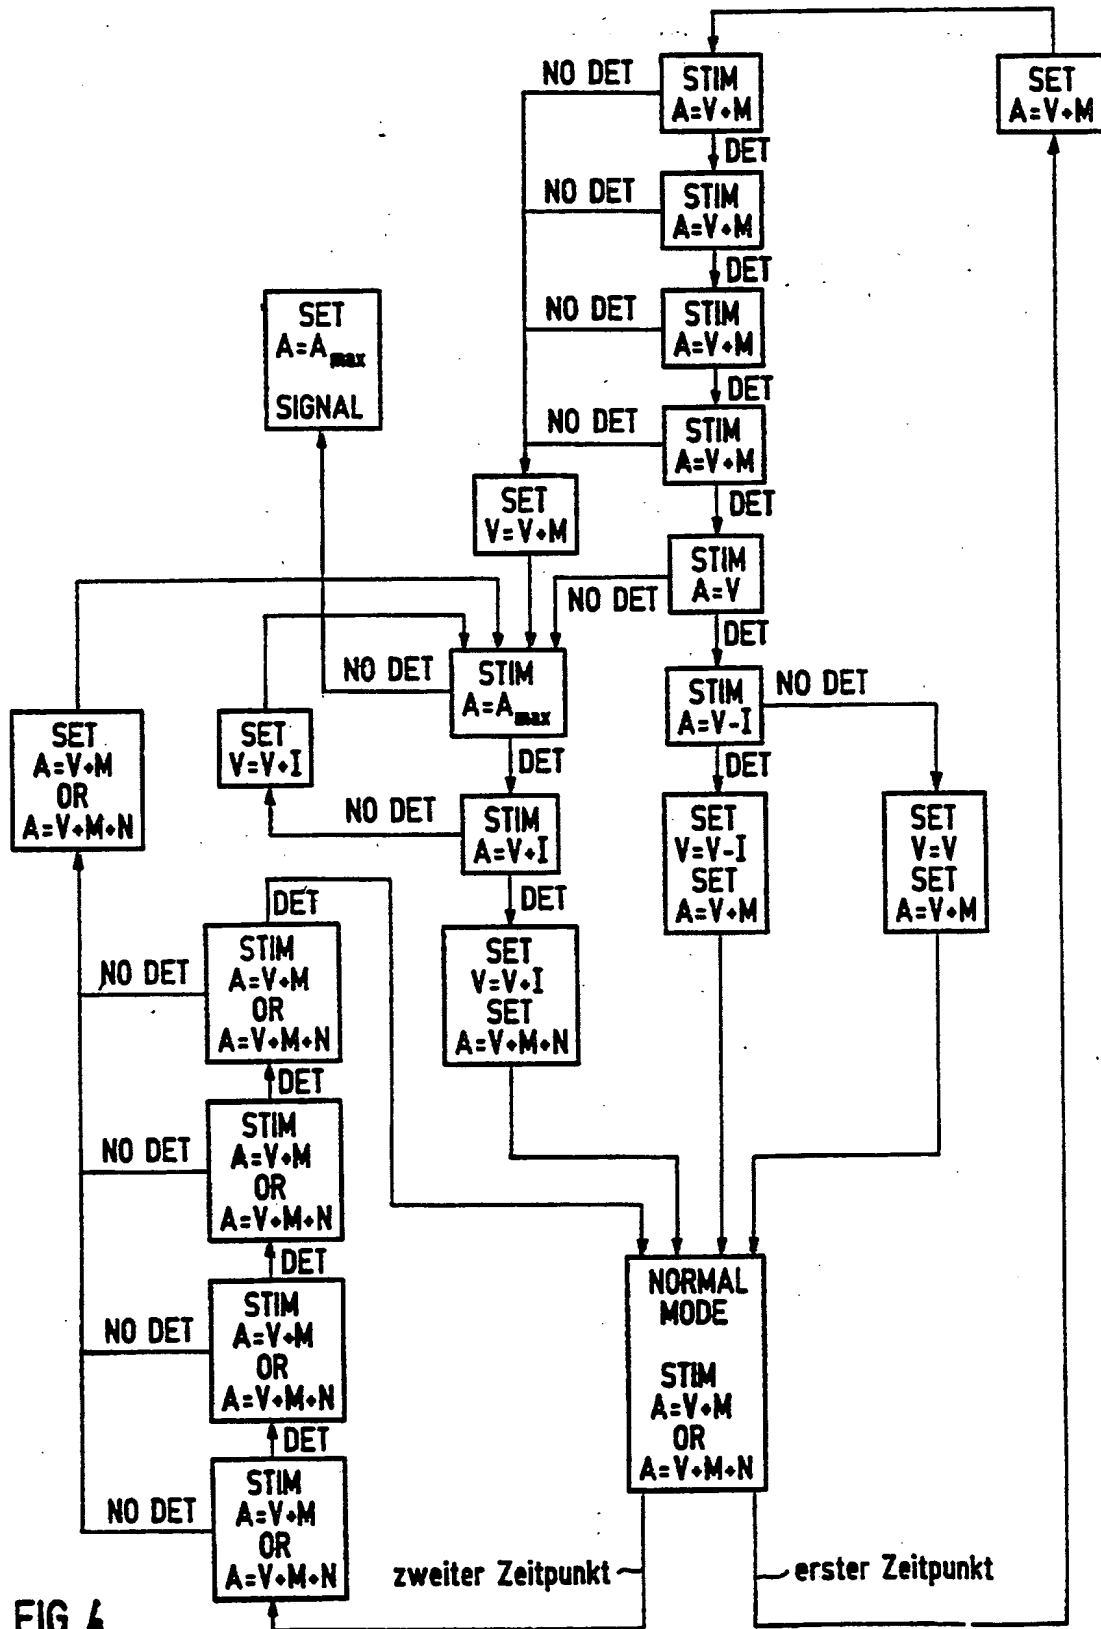 NO DET
STIM
A=V+M
SET
A=V+M
DET
NO DET
STIM
A=V+M
DET
NO DET
STIM
A=V+M
DET
SET
A=Amax
SIGNAL
NO DET
STIM
A=V+M
DET
SET
V=V+M
STIM
A=V
NO DET
DET
NO DET
STIM
A=Amax
STIM
A=V-I
NO DET
SET
A=V+M
OR
A=V+M+N
SET
V=V+I
DET
DET
NO DET
STIM
A=V+I
SET
V=V-I
SET
A=V+M
SET
V=V
SET
A=V+M
DET
DET
NO DET
STIM
A=V+M
OR
A=V+M+N
SET
V=V+I
SET
A=V+M+N
DET
NO DET
STIM
A=V+M
OR
A=V+M+N
DET
NO DET
STIM
A=V+M
OR
A=V+M+N
NORMAL
MODE
STIM
A=V+M
OR
A=V+M+N
DET
NO DET
STIM
A=V+M
OR
A=V+M+N
zweiter Zeitpunkt
erster Zeitpunkt
FIG 4